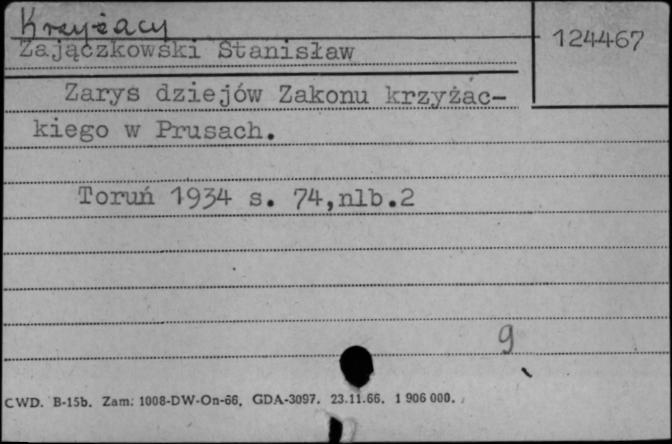 Krzyżacy
124467
Zajączkowski Stanisław
Zarys dziejów Zakonu krzyżac-
kiego w Prusach.
Toruń 1934 s. 74,nlb.2
9
CWD. B-15b. Zam: 1008-DW-On-66, GDA-3097. 23.11.66. 1 906 000.